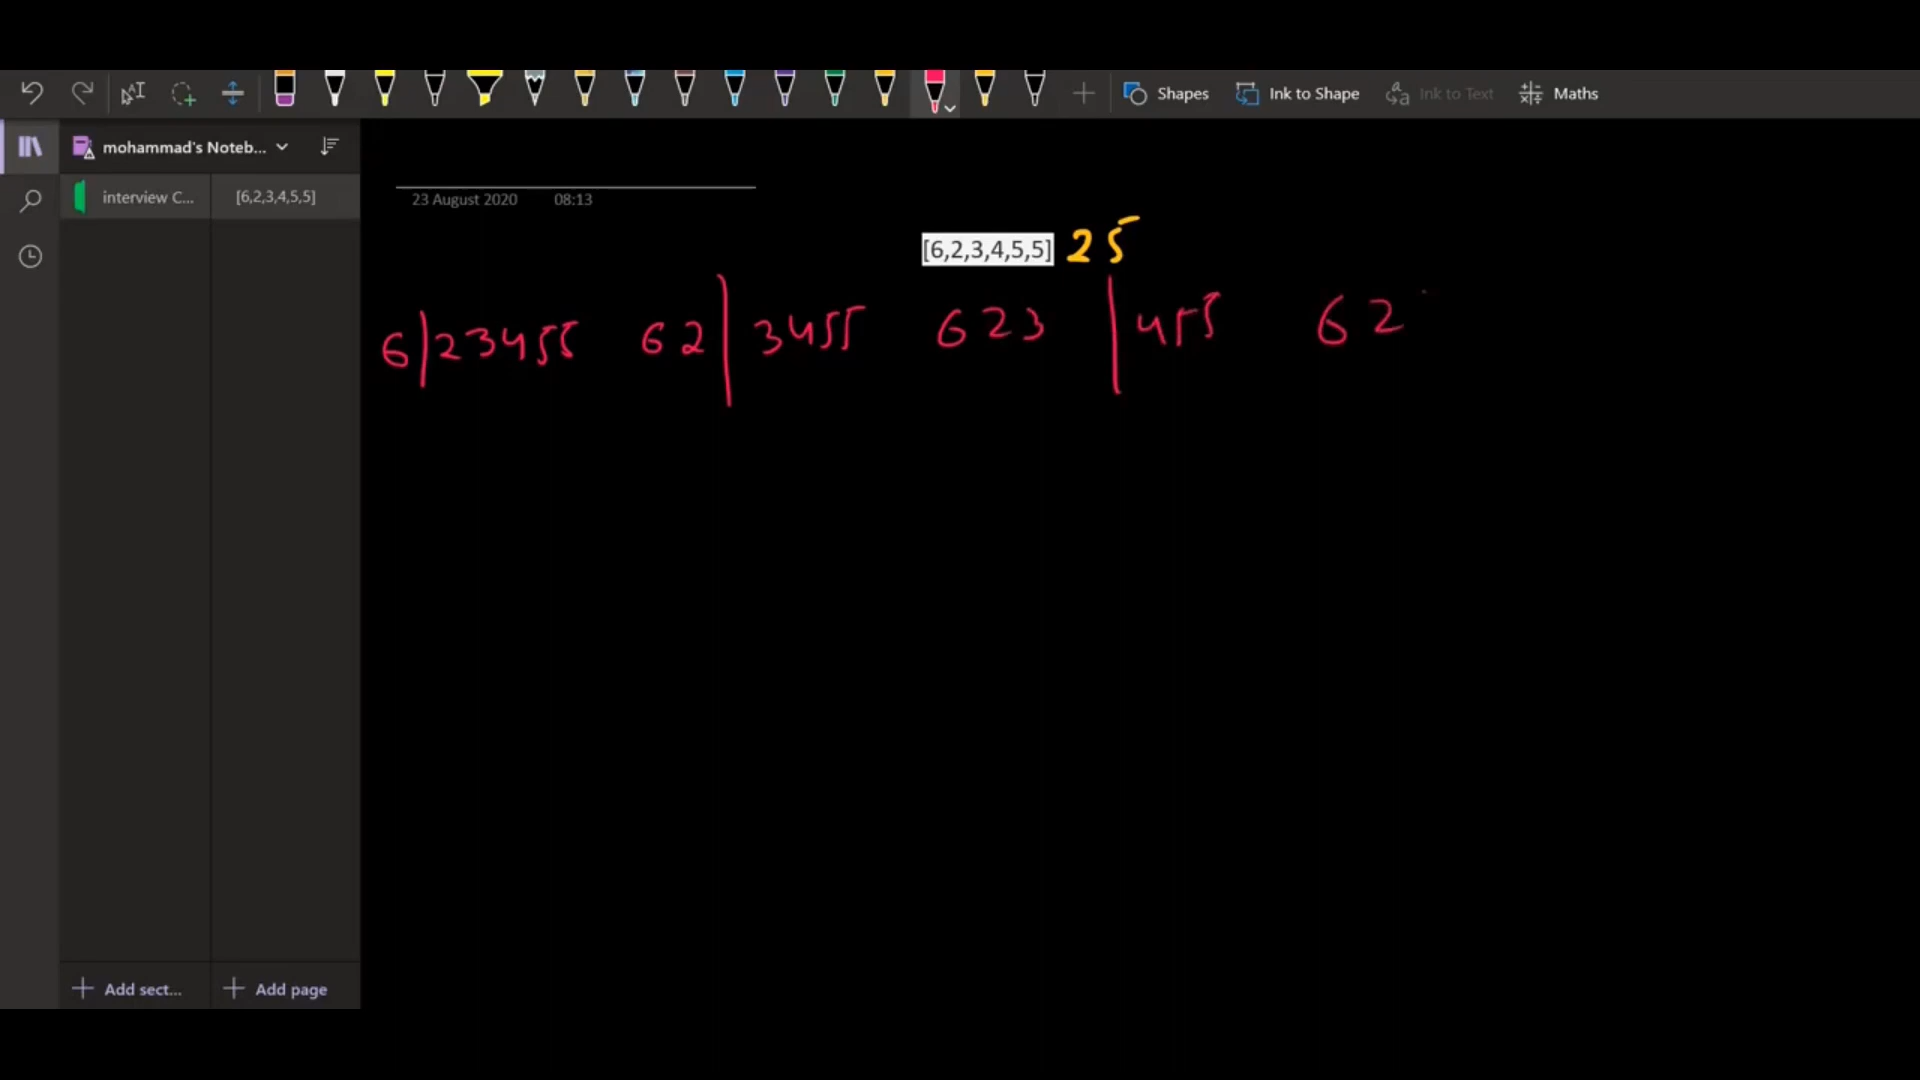 Shapes Ink to Shape Ink to Text Maths
mohammad's Noteb...
interview C... [6,2,3,4,5,5]
23 August 2020 08:13
[6,2,3,4,5,5] 25
6|23455 62|3455 623|455 62
Add sect... Add page